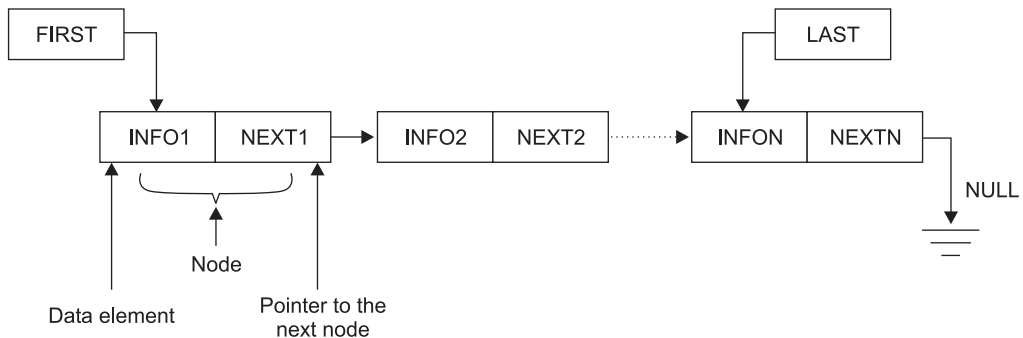 FIRST
LAST
INFO1
NEXT1
INFO2
NEXT2
INFON
NEXTN
NULL
Node
Data element
Pointer to the
next node